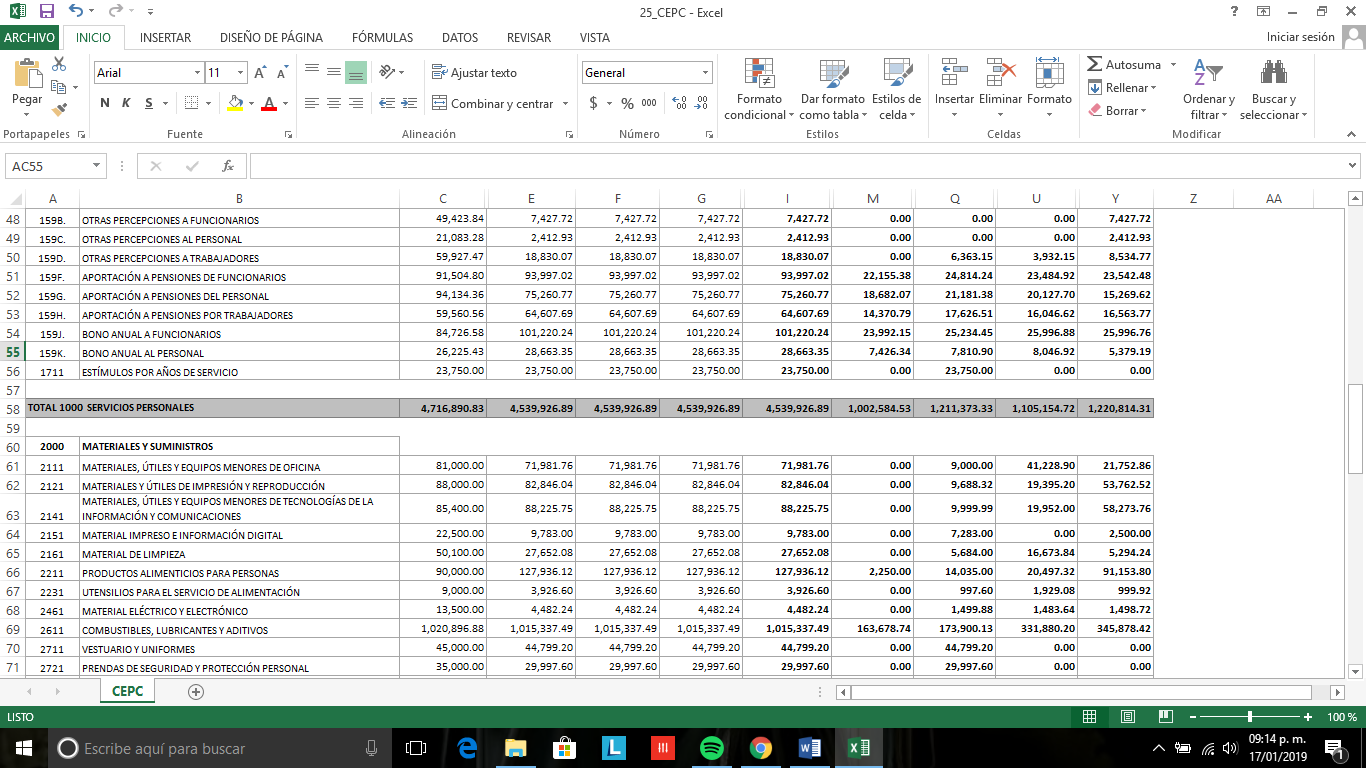 25_CEPC - Excel
ARCHIVO INICIO INSERTAR DISEÑO DE PÁGINA FÓRMULAS DATOS REVISAR VISTA Iniciar sesión
Pegar
Arial 11
N K S
Ajustar texto
Combinar y centrar
General
$ % 000
Formato condicional
Dar formato como tabla
Estilos de celda
Insertar Eliminar Formato
Autosuma
Rellenar
Borrar
Ordenar y filtrar
Buscar y seleccionar
Portapapeles Fuente Alineación Número Estilos Celdas Modificar
AC55 fx
A B C E F G I M Q U Y Z AA
48 159B. OTRAS PERCEPCIONES A FUNCIONARIOS 49,423.84 7,427.72 7,427.72 7,427.72 7,427.72 0.00 0.00 0.00 7,427.72
49 159C. OTRAS PERCEPCIONES AL PERSONAL 21,083.28 2,412.93 2,412.93 2,412.93 2,412.93 0.00 0.00 0.00 2,412.93
50 159D. OTRAS PERCEPCIONES A TRABAJADORES 59,927.47 18,830.07 18,830.07 18,830.07 18,830.07 0.00 6,363.15 3,932.15 8,534.77
51 159F. APORTACIÓN A PENSIONES DE FUNCIONARIOS 91,504.80 93,997.02 93,997.02 93,997.02 93,997.02 22,155.38 24,814.24 23,484.92 23,542.48
52 159G. APORTACIÓN A PENSIONES DEL PERSONAL 94,134.36 75,260.77 75,260.77 75,260.77 75,260.77 18,682.07 21,181.38 20,127.70 15,269.62
53 159H. APORTACIÓN A PENSIONES POR TRABAJADORES 59,560.56 64,607.69 64,607.69 64,607.69 64,607.69 14,370.79 17,626.51 16,046.62 16,563.77
54 159J. BONO ANUAL A FUNCIONARIOS 84,726.58 101,220.24 101,220.24 101,220.24 101,220.24 23,992.15 25,234.45 25,996.88 25,996.76
55 159K. BONO ANUAL AL PERSONAL 26,225.43 28,663.35 28,663.35 28,663.35 28,663.35 7,426.34 7,810.90 8,046.92 5,379.19
56 1711 ESTÍMULOS POR AÑOS DE SERVICIO 23,750.00 23,750.00 23,750.00 23,750.00 23,750.00 0.00 23,750.00 0.00 0.00
57
58 TOTAL 1000 SERVICIOS PERSONALES 4,716,890.83 4,539,926.89 4,539,926.89 4,539,926.89 4,539,926.89 1,002,584.53 1,211,373.33 1,105,154.72 1,220,814.31
59
60 2000 MATERIALES Y SUMINISTROS
61 2111 MATERIALES, ÚTILES Y EQUIPOS MENORES DE OFICINA 81,000.00 71,981.76 71,981.76 71,981.76 71,981.76 0.00 9,000.00 41,228.90 21,752.86
62 2121 MATERIALES Y ÚTILES DE IMPRESIÓN Y REPRODUCCIÓN 88,000.00 82,846.04 82,846.04 82,846.04 82,846.04 0.00 9,688.32 19,395.20 53,762.52
MATERIALES, ÚTILES Y EQUIPOS MENORES DE TECNOLOGÍAS DE LA
63 2141 INFORMACIÓN Y COMUNICACIONES 85,400.00 88,225.75 88,225.75 88,225.75 88,225.75 0.00 9,999.99 19,952.00 58,273.76
64 2151 MATERIAL IMPRESO E INFORMACIÓN DIGITAL 22,500.00 9,783.00 9,783.00 9,783.00 9,783.00 0.00 7,283.00 0.00 2,500.00
65 2161 MATERIAL DE LIMPIEZA 50,100.00 27,652.08 27,652.08 27,652.08 27,652.08 0.00 5,684.00 16,673.84 5,294.24
66 2211 PRODUCTOS ALIMENTICIOS PARA PERSONAS 90,000.00 127,936.12 127,936.12 127,936.12 127,936.12 2,250.00 14,035.00 20,497.32 91,153.80
67 2231 UTENSILIOS PARA EL SERVICIO DE ALIMENTACIÓN 9,000.00 3,926.60 3,926.60 3,926.60 3,926.60 0.00 997.60 1,929.08 999.92
68 2461 MATERIAL ELÉCTRICO Y ELECTRÓNICO 13,500.00 4,482.24 4,482.24 4,482.24 4,482.24 0.00 1,499.88 1,483.64 1,498.72
69 2611 COMBUSTIBLES, LUBRICANTES Y ADITIVOS 1,020,896.88 1,015,337.49 1,015,337.49 1,015,337.49 1,015,337.49 163,678.74 173,900.13 331,880.20 345,878.42
70 2711 VESTUARIO Y UNIFORMES 45,000.00 44,799.20 44,799.20 44,799.20 44,799.20 0.00 44,799.20 0.00 0.00
71 2721 PRENDAS DE SEGURIDAD Y PROTECCIÓN PERSONAL 35,000.00 29,997.60 29,997.60 29,997.60 29,997.60 0.00 29,997.60 0.00 0.00
CEPC
LISTO 100 %
Escribe aquí para buscar
09:14 p. m.
17/01/2019